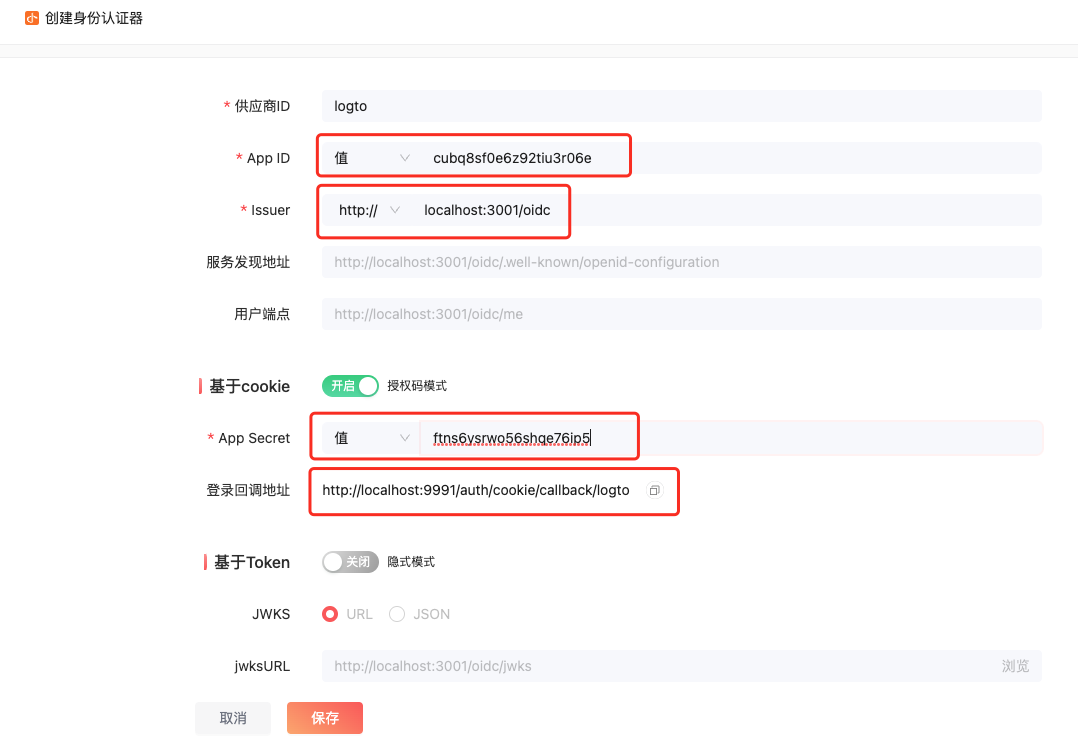 创建身份认证器
* 供应商ID logto
* App ID 值 cubq8sf0e6z92tiu3r06e
* Issuer http:// localhost:3001/oidc
服务发现地址 http://localhost:3001/oidc/.well-known/openid-configuration
用户端点 http://localhost:3001/oidc/me
基于cookie 开启 授权码模式
* App Secret 值 ftns6ysrwo56shqe76ip5
登录回调地址 http://localhost:9991/auth/cookie/callback/logto
基于Token 关闭 隐式模式
JWKS URL JSON
jwksURL http://localhost:3001/oidc/jwks 浏览
取消 保存